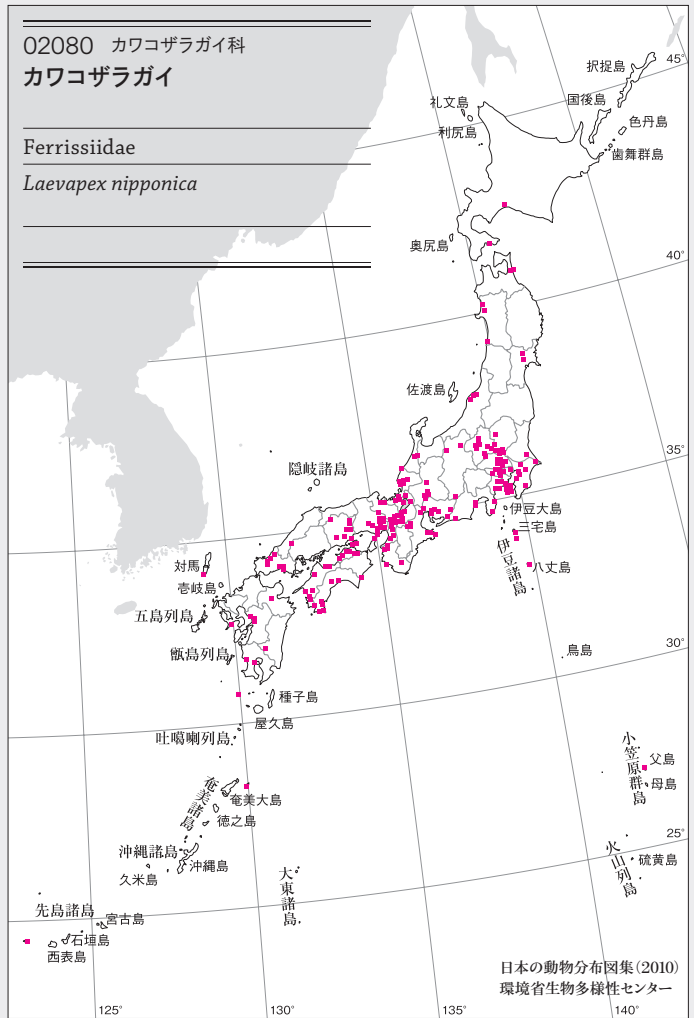 02080 カワコザラガイ科
カワコザラガイ
Ferrissiidae
Laevapex nipponica
択捉島
45°
国後島
礼文島
色丹島
利尻島
歯舞群島
奥尻島
40°
佐渡島
35°
隠岐諸島
伊豆大島
三宅島
伊豆諸島
八丈島
対馬
壱岐島
五島列島
甑島列島
鳥島
30°
種子島
屋久島
吐噶喇列島
小笠原群島
父島
母島
奄美諸島
奄美大島
徳之島
25°
沖縄諸島
沖縄島
久米島
火山列島
硫黄島
大東諸島
先島諸島
宮古島
石垣島
西表島
日本の動物分布図集(2010)
環境省生物多様性センター
125°
130°
135°
140°